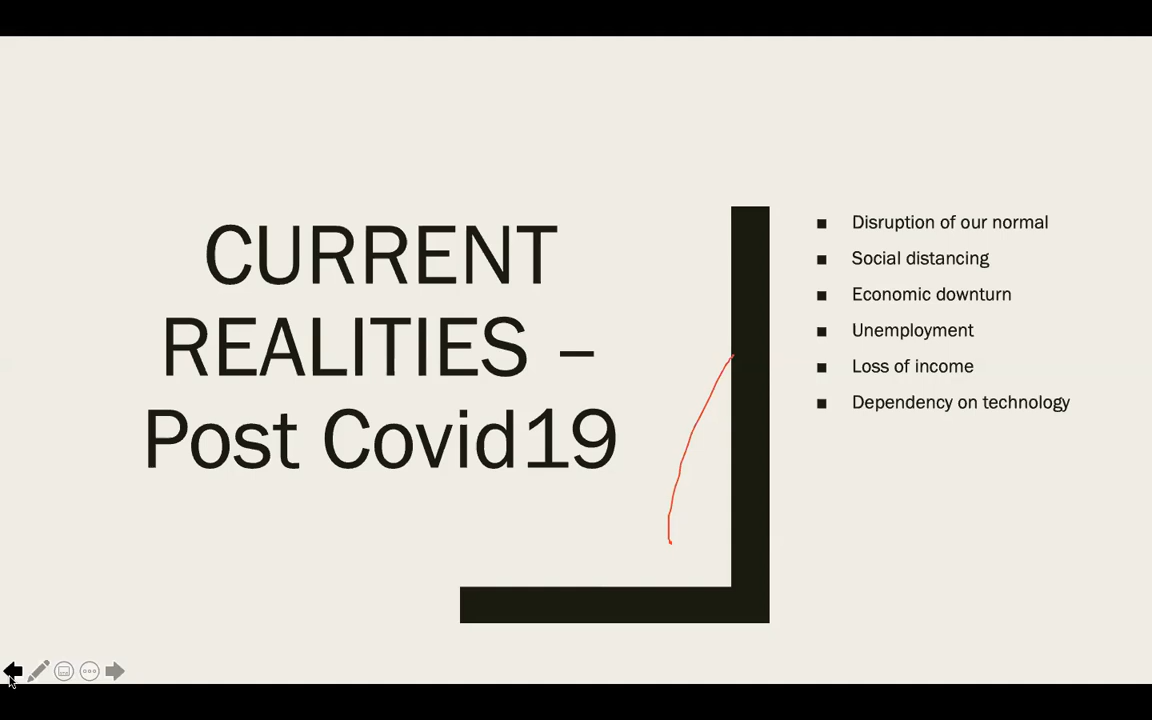 CURRENT
REALITIES –
Post Covid19
Disruption of our normal
Social distancing
Economic downturn
Unemployment
Loss of income
Dependency on technology